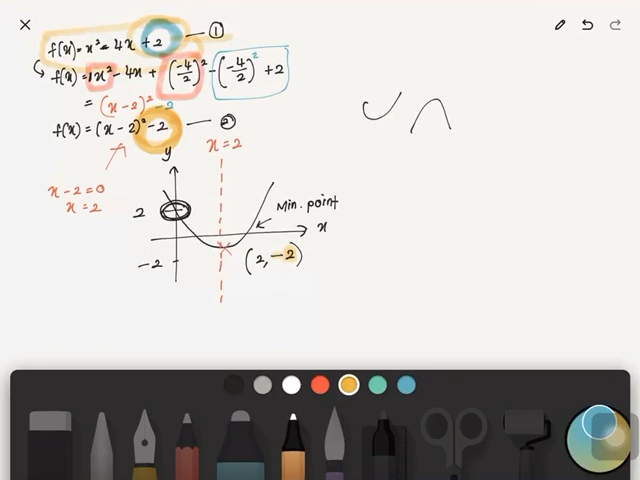 f(x) = x² - 4x + 2 — ①
f(x) = x² - 4x + (-4/2)² - (-4/2)² + 2
= (x - 2)² - 2
f(x) = (x - 2)² - 2 — ②
x = 2
y
x - 2 = 0
x = 2
2
Min. point
x
(2, -2)
-2